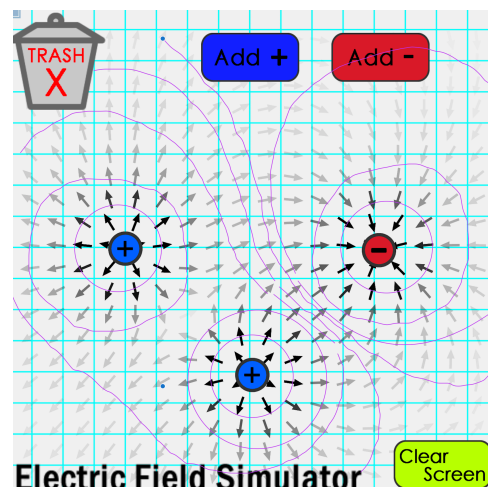 TRASH
X
Add +
Add -
+
-
+
Clear
Screen
Electric Field Simulator